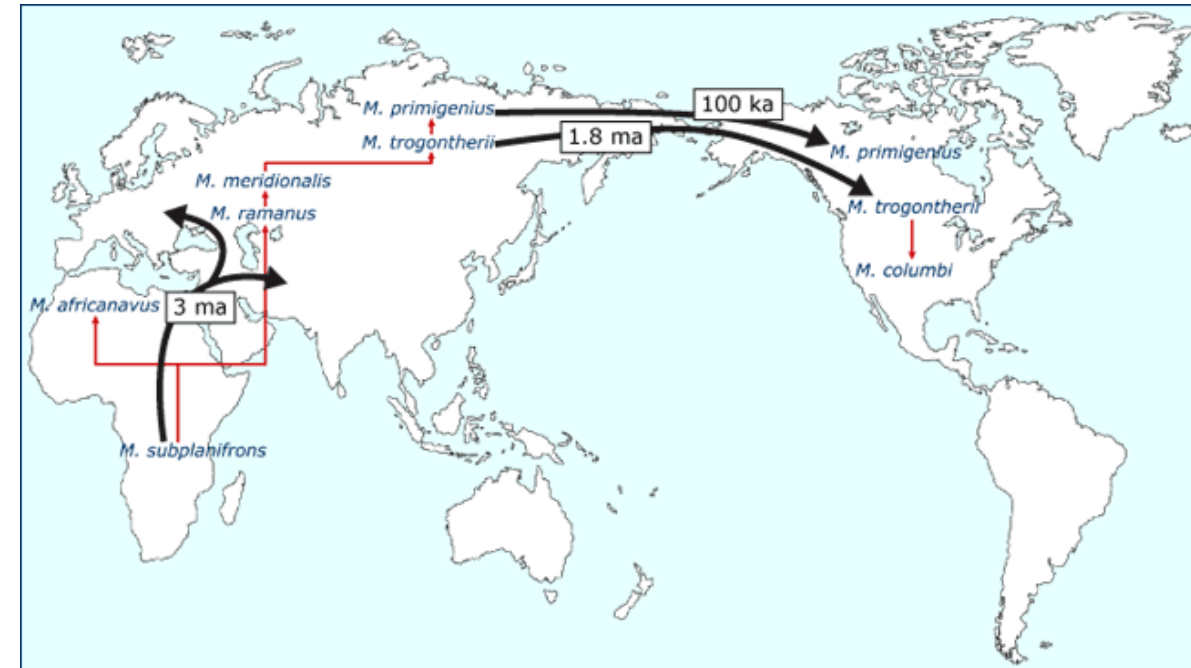 M. primigenius
100 ka
M. trogontherii
1.8 ma
M. primigenius
M. meridionalis
M. ramanus
M. trogontherii
M. columbi
M. africanavus
3 ma
M. subplanifrons